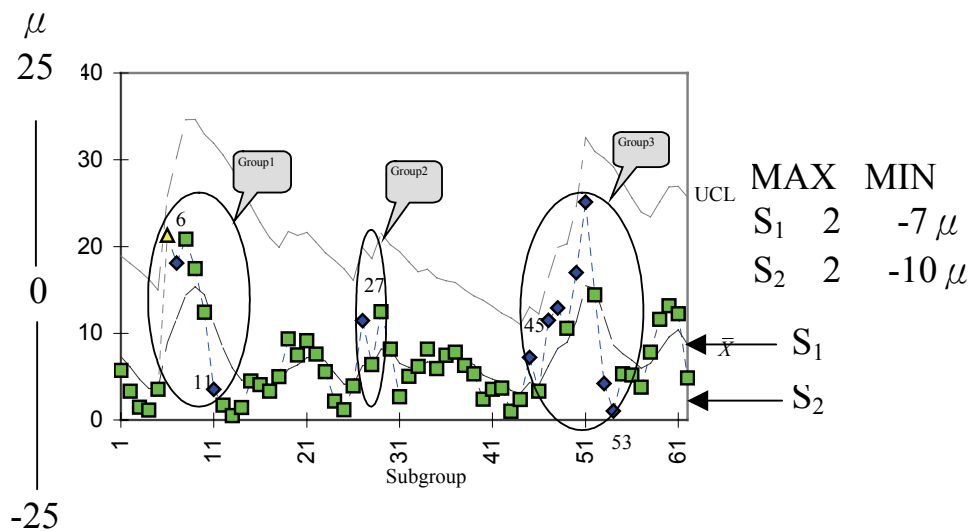 μ
25
0
-25
40
30
20
10
0
1
11
21
31
41
51
61
Subgroup
Group1
Group2
Group3
6
11
27
45
53
UCL
X̄
MAX MIN
S₁ 2 -7 μ
S₂ 2 -10 μ
S₁
S₂